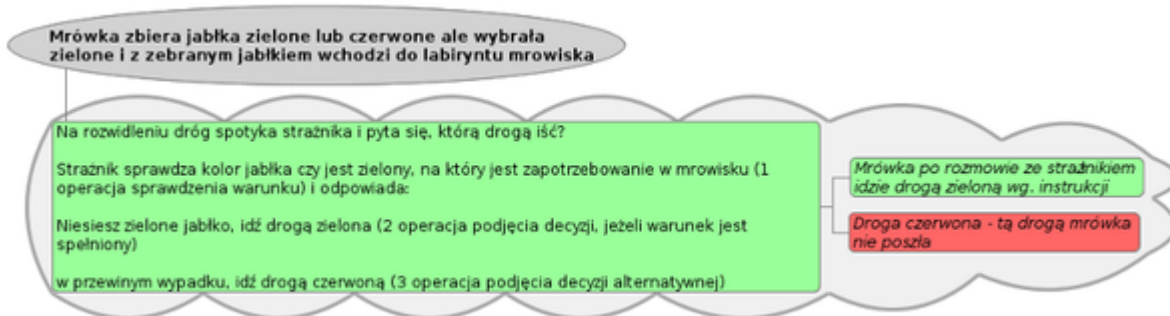 Mrówka zbiera jabłka zielone lub czerwone ale wybrała
zielone i z zebranym jabłkiem wchodzi do labiryntu mrowiska
Na rozwidleniu dróg spotyka strażnika i pyta się, którą drogą iść?
Strażnik sprawdza kolor jabłka czy jest zielony, na który jest zapotrzebowanie w mrowisku (1
operacja sprawdzenia warunku) i odpowiada:
Niesiesz zielone jabłko, idź drogą zielona (2 operacja podjęcia decyzji, jeżeli warunek jest
spełniony)
w przewinym wypadku, idź drogą czerwoną (3 operacja podjęcia decyzji alternatywnej)
Mrówka po rozmowie ze strażnikiem
idzie drogą zieloną wg. instrukcji
Droga czerwona - tą drogą mrówka
nie poszła